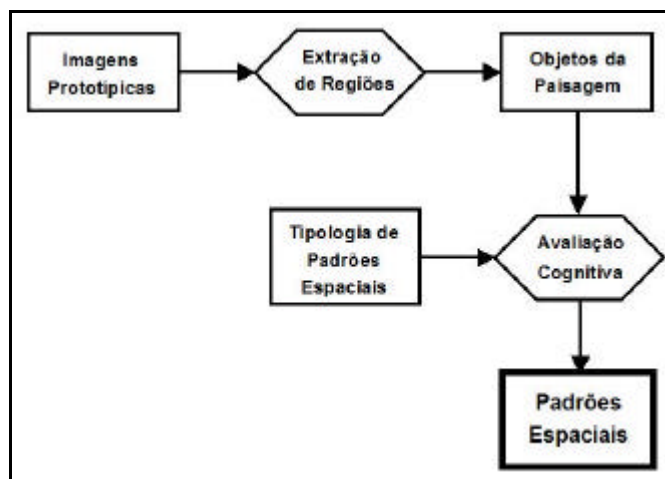 Imagens
Prototípicas
Extração
de Regiões
Objetos da
Paisagem
Tipologia de
Padrões
Espaciais
Avaliação
Cognitiva
Padrões
Espaciais